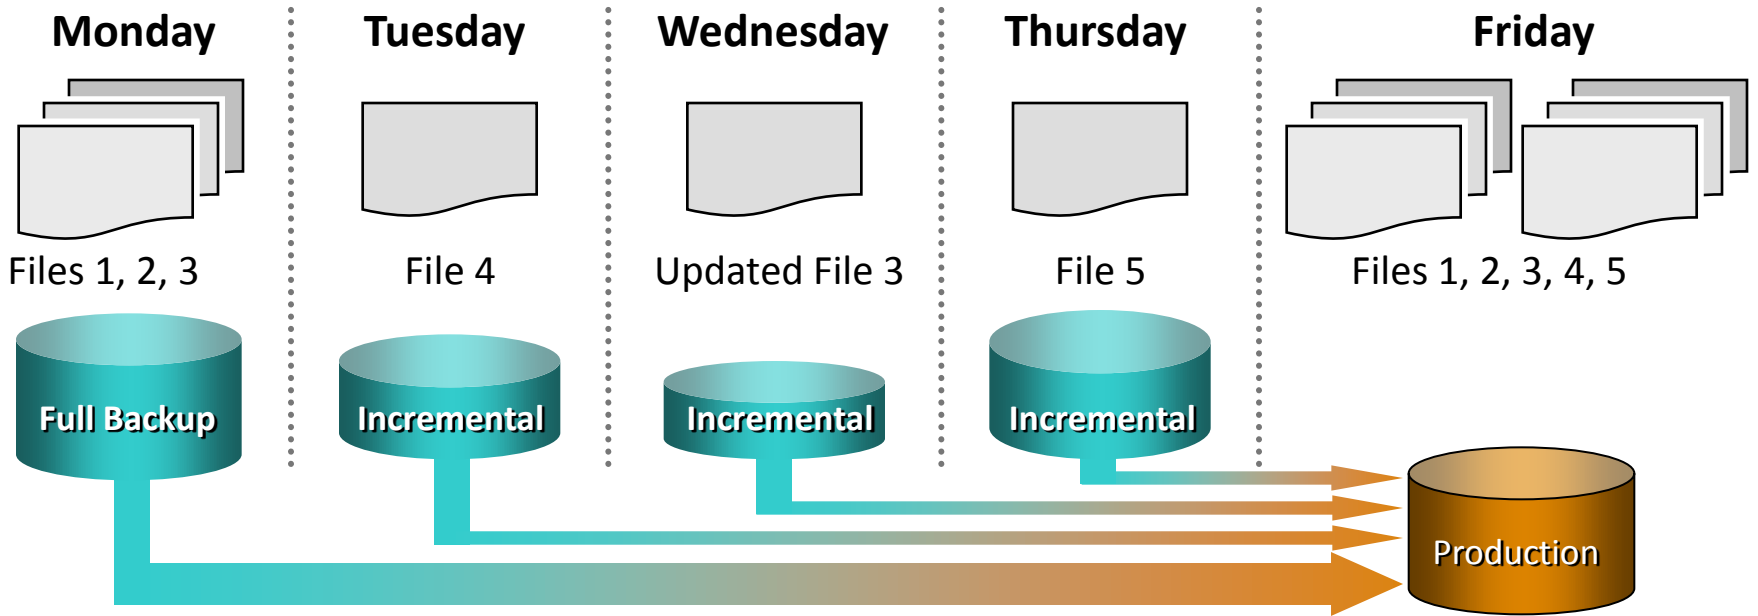 Monday Tuesday Wednesday Thursday Friday
Files 1, 2, 3 File 4 Updated File 3 File 5 Files 1, 2, 3, 4, 5
Full Backup Incremental Incremental Incremental
Production